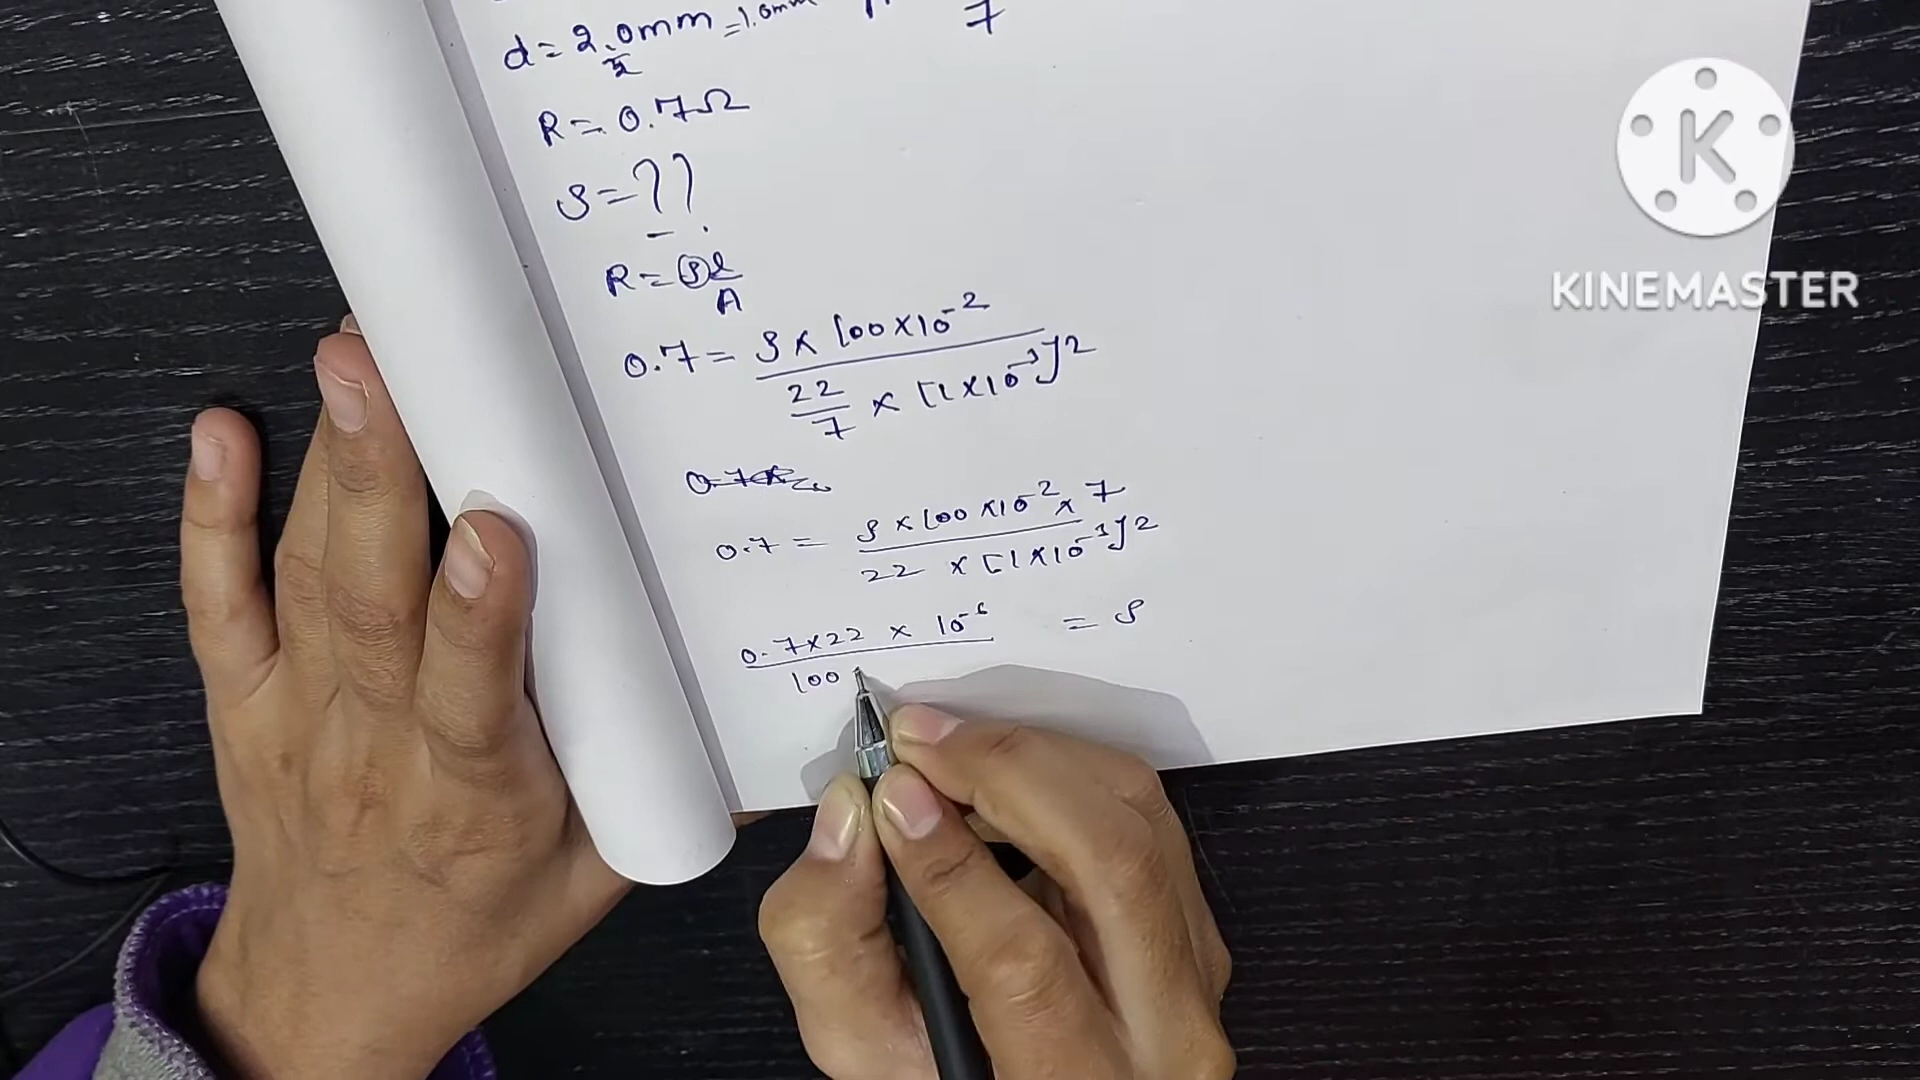 d = 2.0mm = 1.0mm
2
7
R = 0.7Ω
ρ = ??
R = ρl
A
0.7 = ρ × 100 × 10⁻²
22
7 × [1 × 10⁻³]²
0.7 = ρ × 100 × 10⁻² × 7
22 × [1 × 10⁻³]²
0.7 × 22 × 10⁻⁶ = ρ
100
K
KINEMASTER